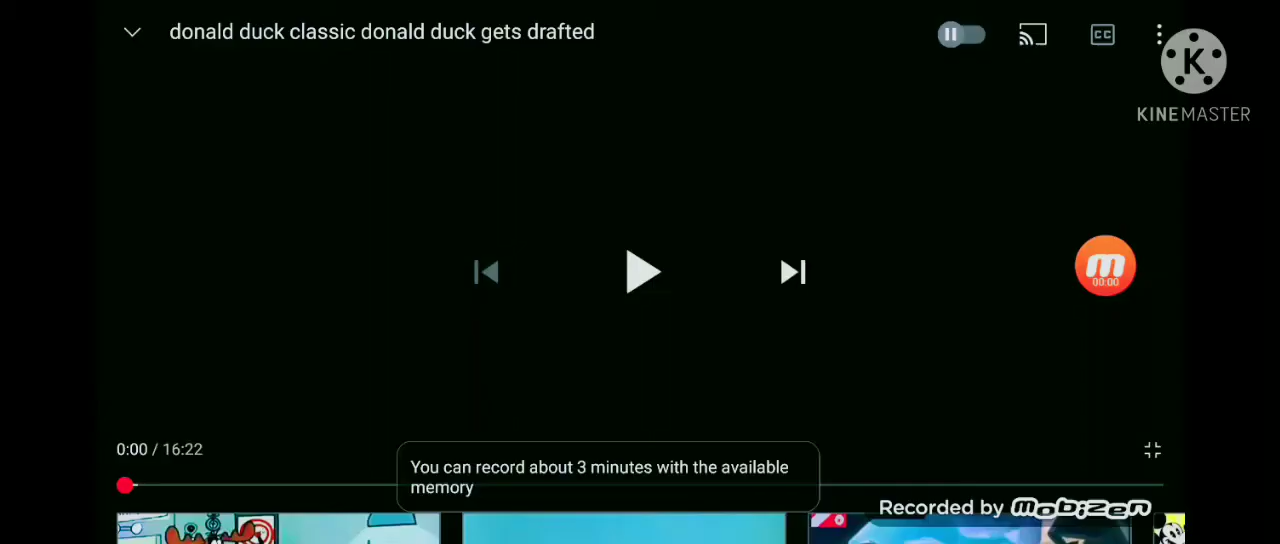 donald duck classic donald duck gets drafted
CC
K
KINEMASTER
m
00:00
0:00 / 16:22
You can record about 3 minutes with the available
memory
Recorded by mobizen